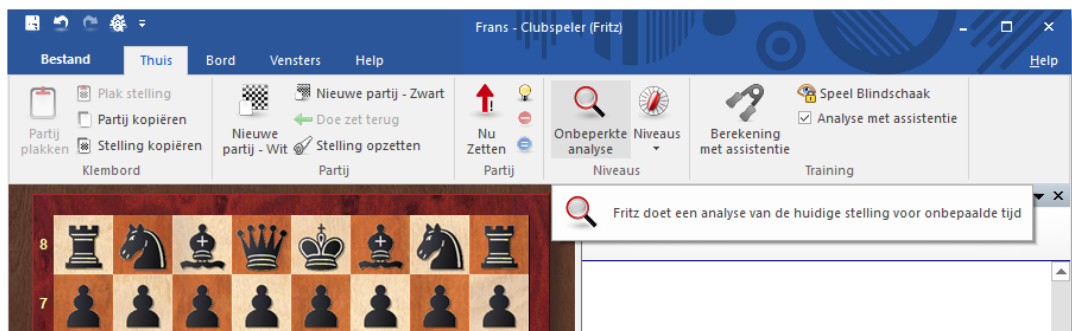 Frans - Clubspeler (Fritz)
Bestand Thuis Bord Vensters Help Help
Partij plakken
Plak stelling
Partij kopiëren
Stelling kopiëren
Klembord
Nieuwe
partij - Wit
Nieuwe partij - Zwart
Doe zet terug
Stelling opzetten
Partij
Nu
Zetten
Partij
Onbeperkte
analyse
Niveaus
Niveaus
Berekening
met assistentie
Speel Blindschaak
Analyse met assistentie
Training
Fritz doet een analyse van de huidige stelling voor onbepaalde tijd
8
7